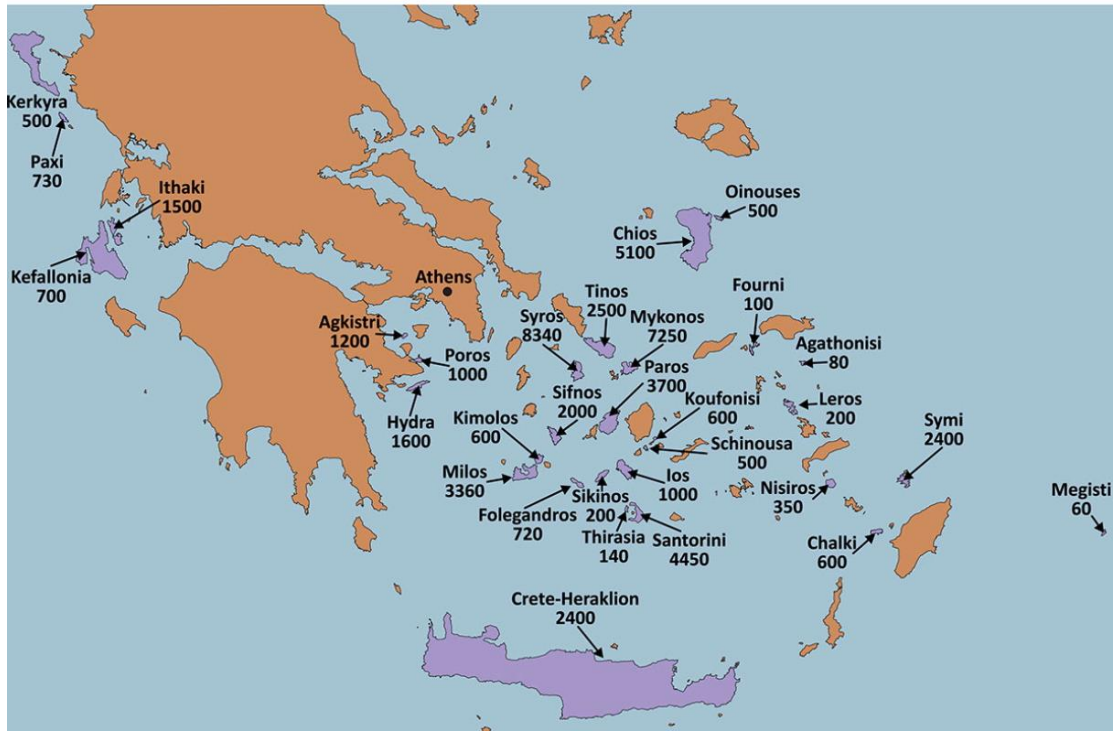 Kerkyra
500
Paxi
730
Ithaki
1500
Kefallonia
700
Athens
Agkistri
1200
Poros
1000
Hydra
1600
Oinouses
500
Chios
5100
Tinos
2500
Syros
8340
Mykonos
7250
Fourni
100
Agathonisi
80
Paros
3700
Sifnos
2000
Koufonisi
600
Leros
200
Kimolos
600
Schinousa
500
Symi
2400
Milos
3360
Ios
1000
Sikinos
200
Folegandros
720
Nisiros
350
Megisti
60
Thirasia
140
Santorini
4450
Chalki
600
Crete-Heraklion
2400